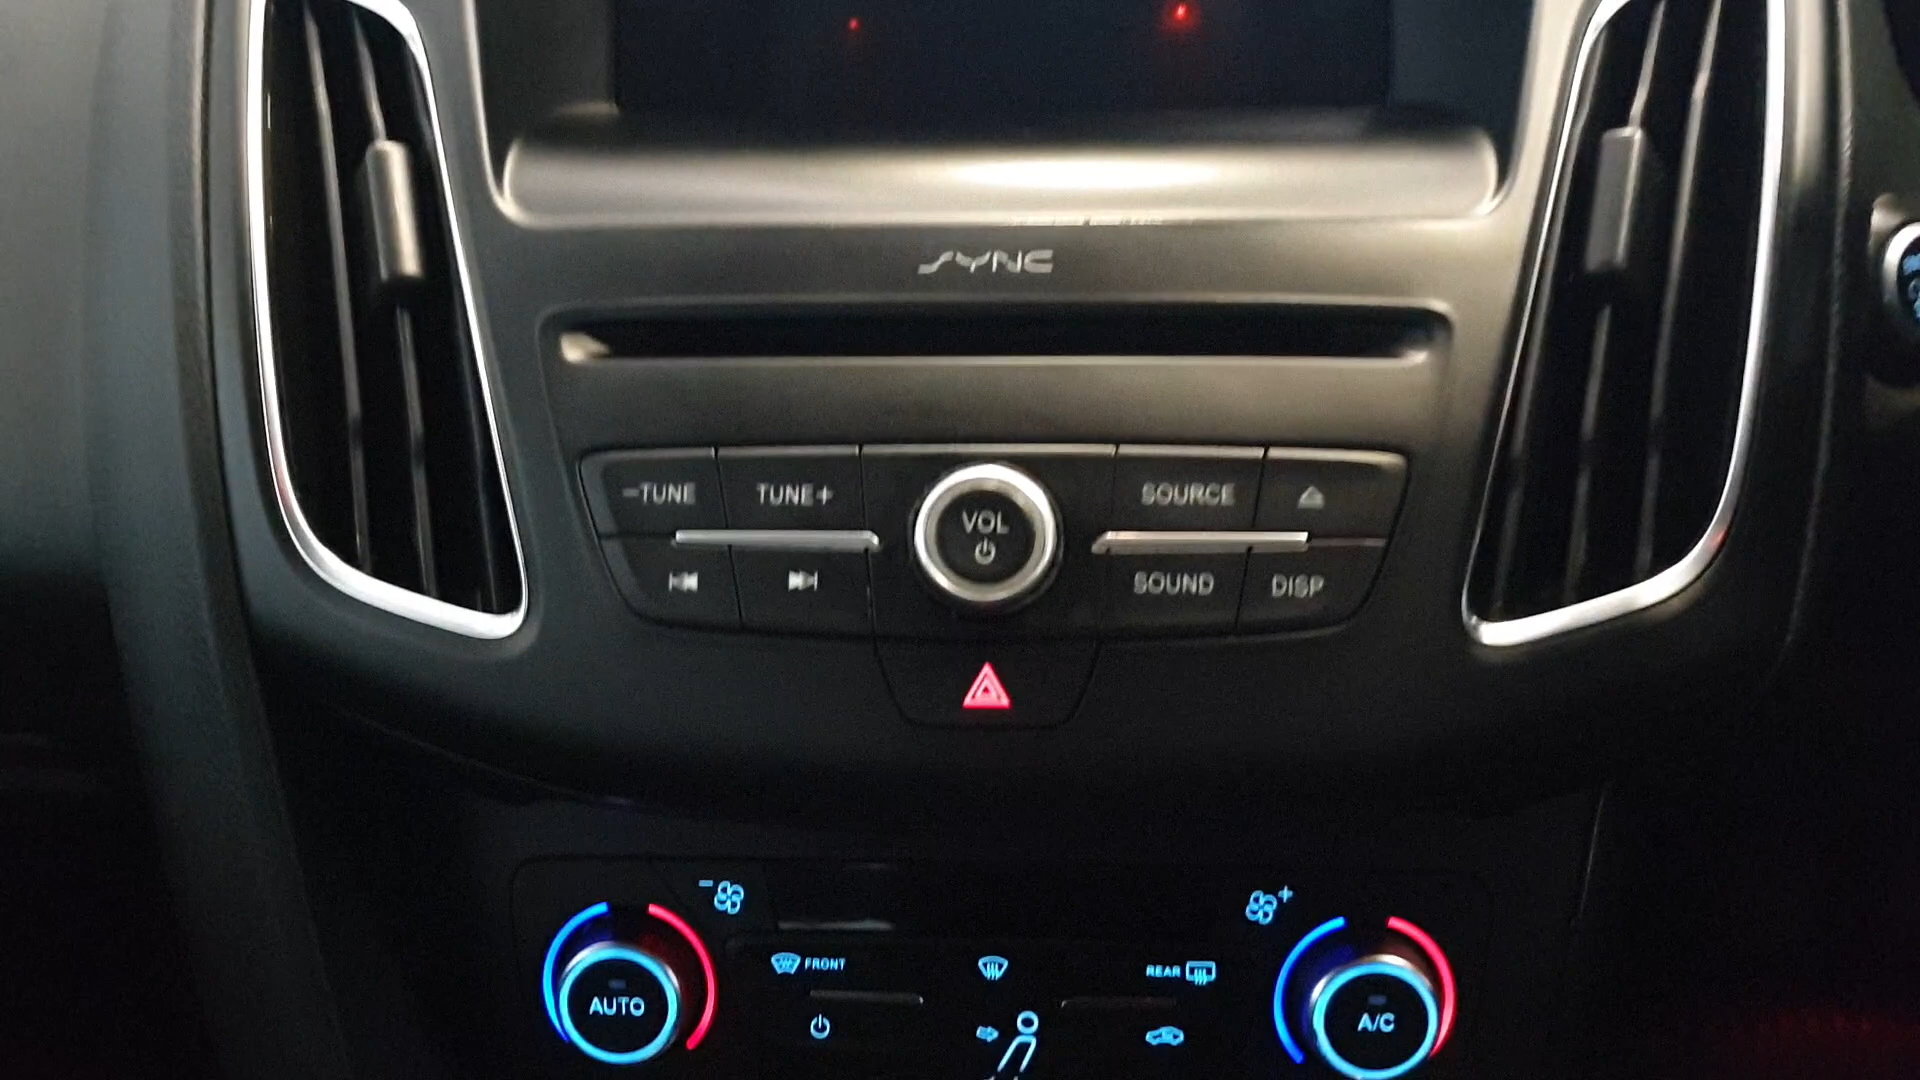 SYNC
-TUNE TUNE+ VOL SOURCE
SOUND DISP
FRONT REAR
AUTO A/C